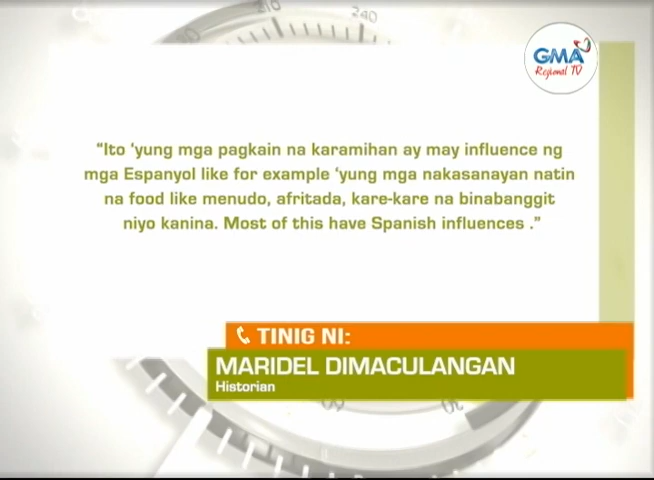 210
240
GMA
Regional TV
"Ito 'yung mga pagkain na karamihan ay may influence ng
mga Espanyol like for example 'yung mga nakasanayan natin
na food like menudo, afritada, kare-kare na binabanggit
niyo kanina. Most of this have Spanish influences ."
TINIG NI:
MARIDEL DIMACULANGAN
Historian